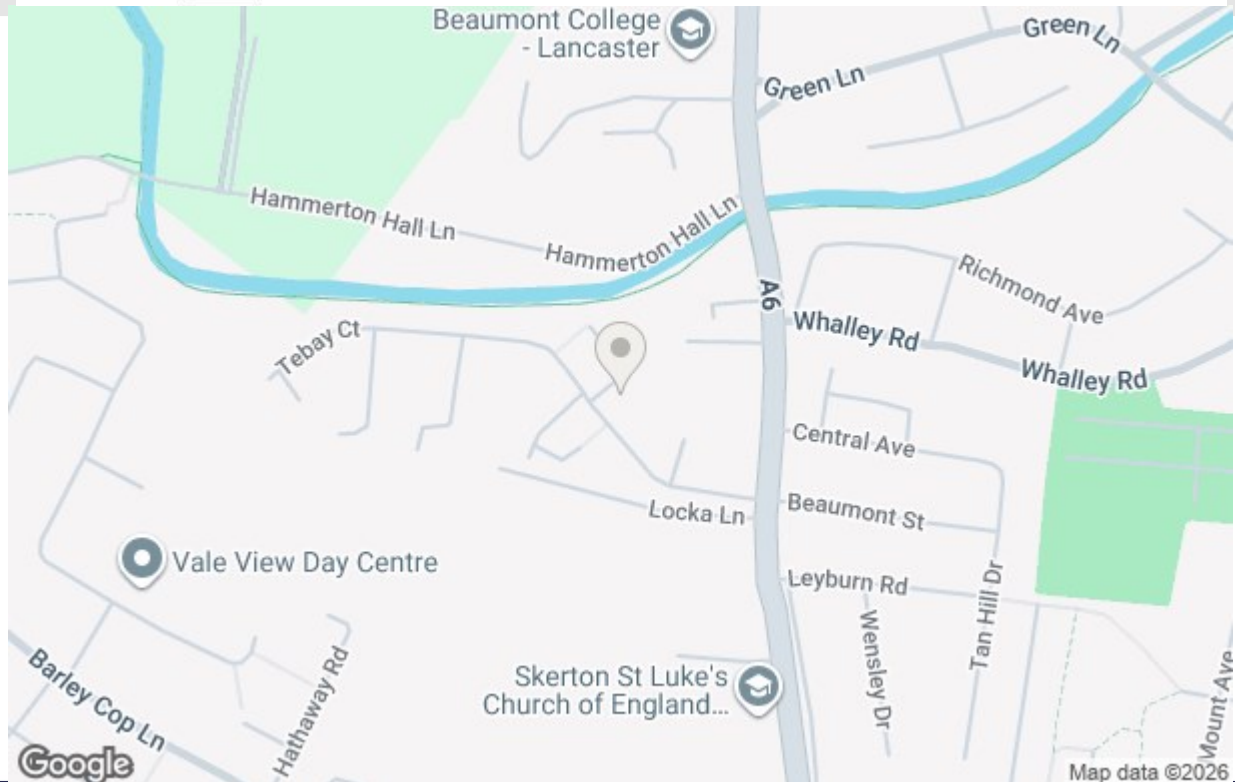 Beaumont College
- Lancaster
Green Ln
Green Ln
Hammerton Hall Ln
Hammerton Hall Ln
A6
Richmond Ave
Whalley Rd
Whalley Rd
Tebay Ct
Central Ave
Locka Ln
Beaumont St
Vale View Day Centre
Leyburn Rd
Tan Hill Dr
Wensley Dr
Barley Cop Ln
Hathaway Rd
Skerton St Luke's
Church of England...
Mount Ave
Google
Map data ©2026